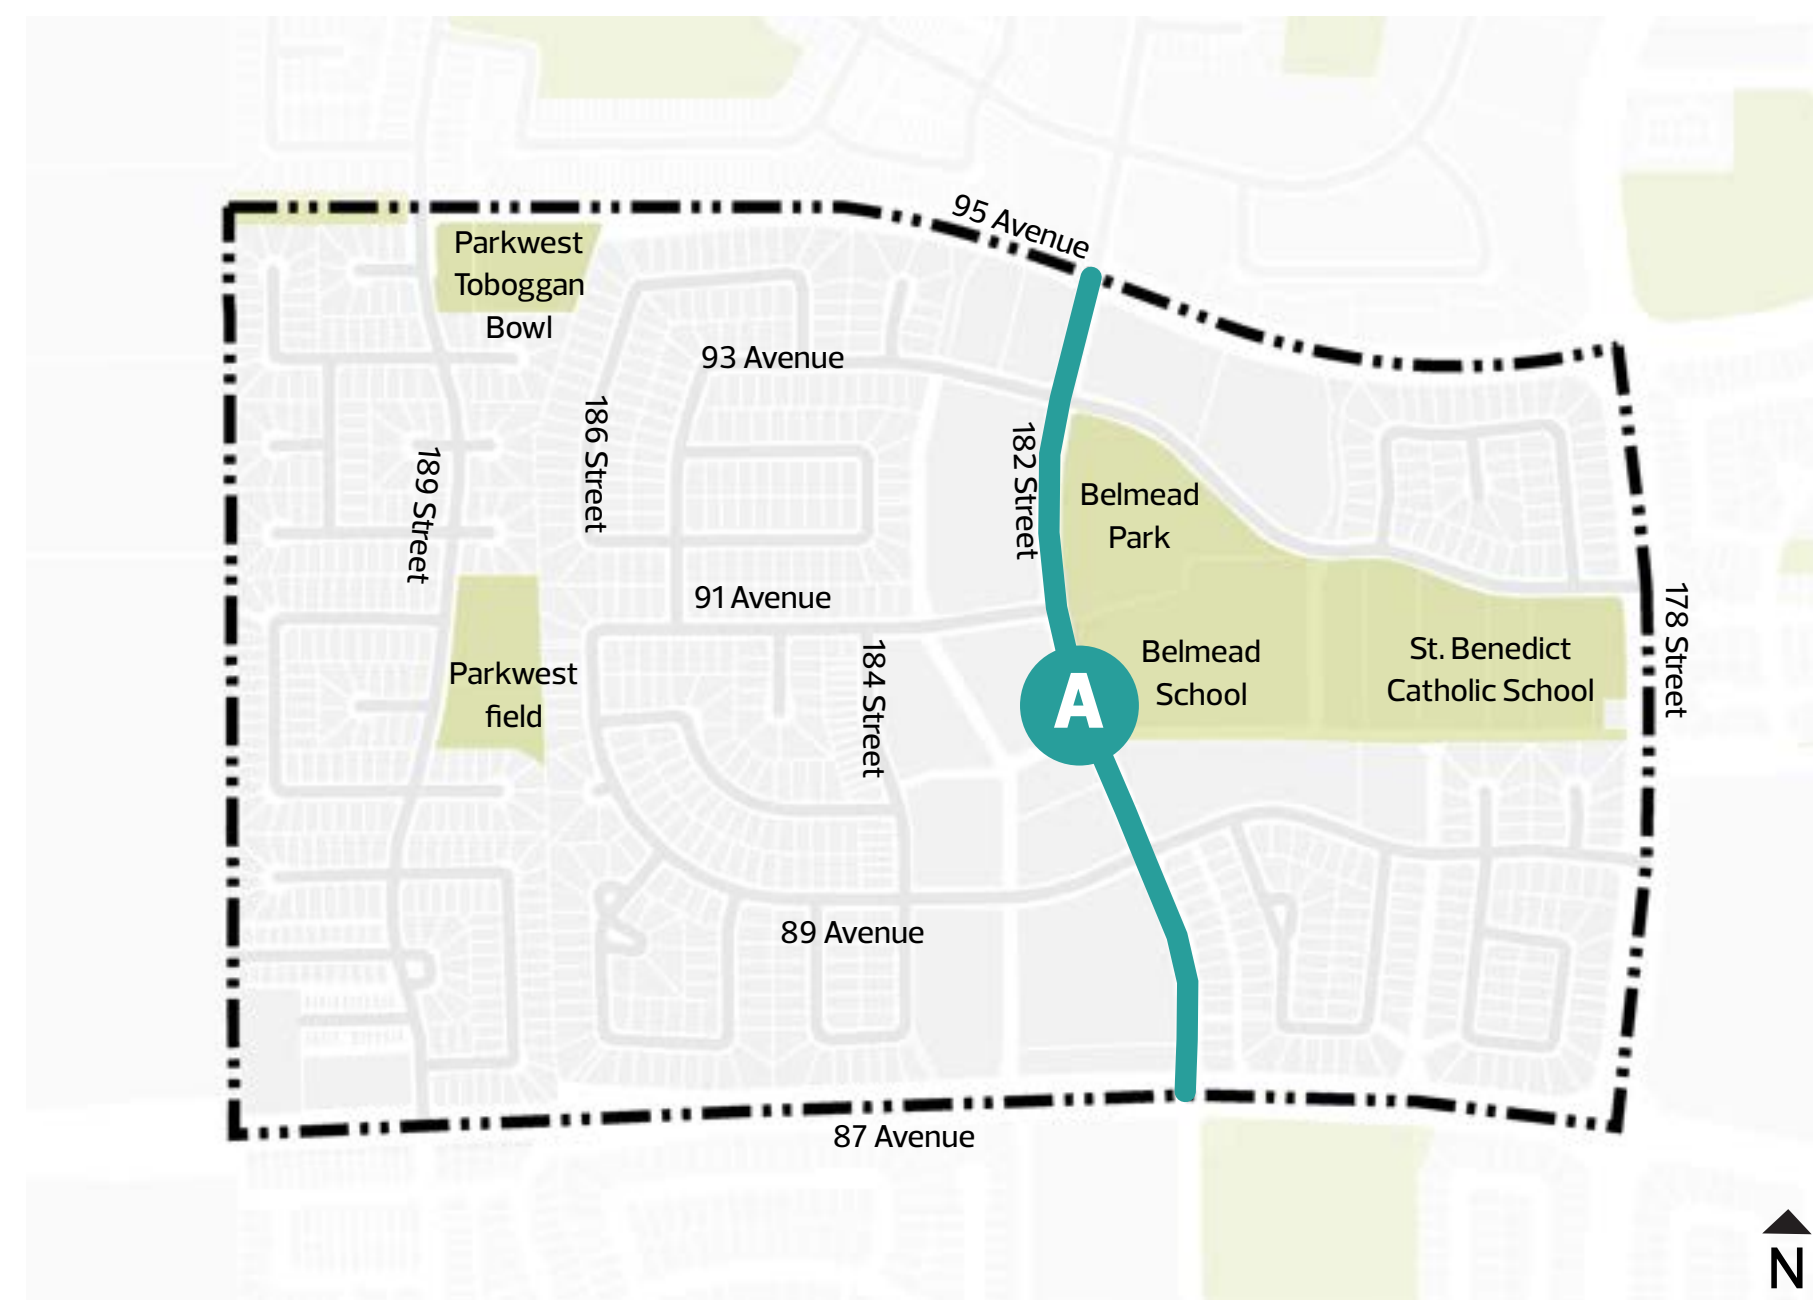 95 Avenue
Parkwest
Toboggan
Bowl
93 Avenue
186 Street
182 Street
189 Street
Belmead
Park
91 Avenue
178 Street
184 Street
Belmead
School
St. Benedict
Catholic School
Parkwest
field
A
89 Avenue
87 Avenue
N